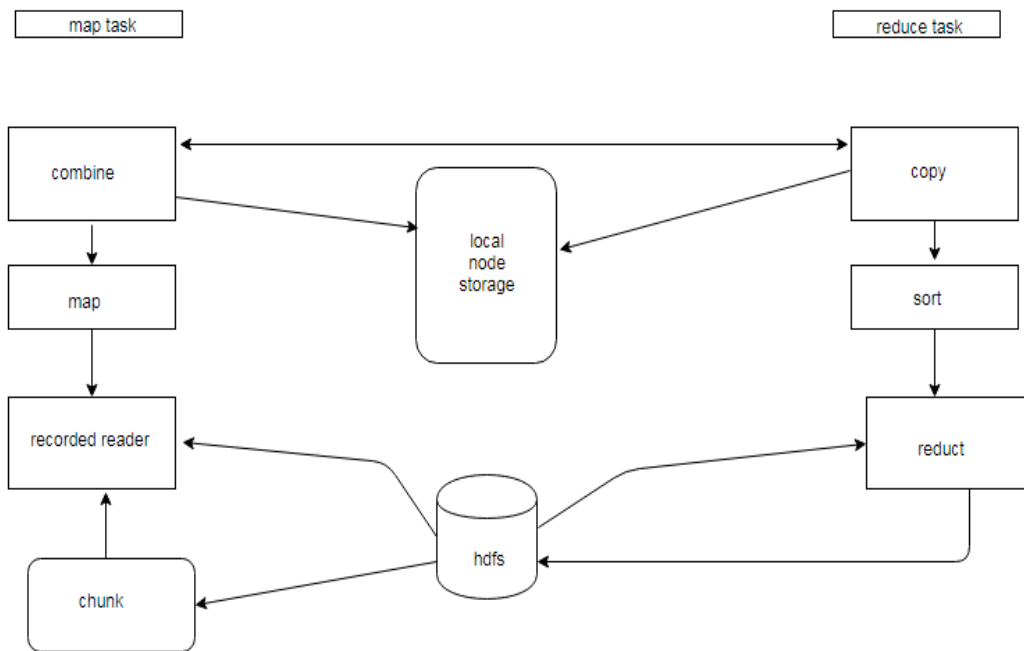 map task
reduce task
combine
copy
local
node
storage
map
sort
recorded reader
reduct
hdfs
chunk